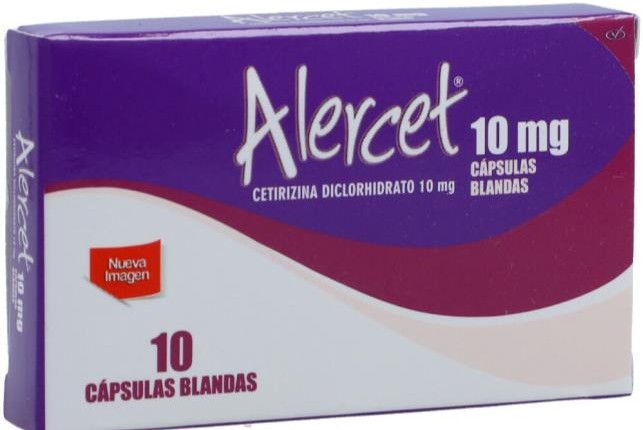 Alercet®
10 mg
CÁPSULAS
BLANDAS
CETIRIZINA DICLORHIDRATO 10 mg
Nueva
Imagen
10
CÁPSULAS BLANDAS
Alercet
10 mg